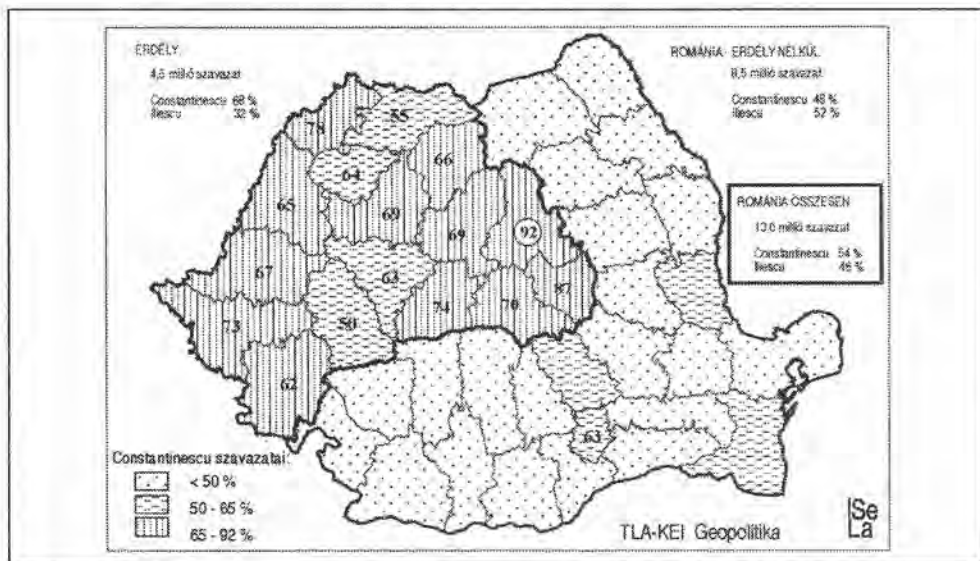 ERDÉLY
4,5 millió szavazat
Constantinescu 68 %
Iliescu 32 %
ROMÁNIA ERDÉLY NÉLKÜL
8,5 millió szavazat
Constantinescu 48 %
Iliescu 52 %
ROMÁNIA ÖSSZESEN
13,0 millió szavazat
Constantinescu 54 %
Iliescu 46 %
55
66
64
65
69
69
92
67
63
87
74
70
50
73
62
63
Constantinescu szavazatai:
< 50 %
50 - 65 %
65 - 92 %
TLA-KEI Geopolitika
Se
La